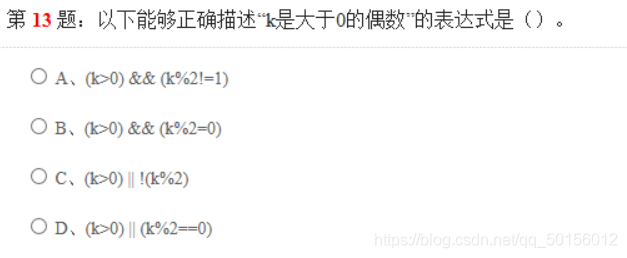 第 13 题：以下能够正确描述“k是大于0的偶数”的表达式是（）。
A、(k>0) && (k%2!=1)
B、(k>0) && (k%2=0)
C、(k>0) || !(k%2)
D、(k>0) || (k%2==0)
https://blog.csdn.net/qq_50156012